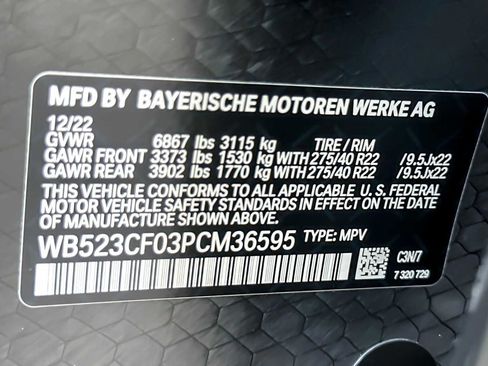 MFD BY BAYERISCHE MOTOREN WERKE AG
12/22
GVWR 6867 lbs 3115 kg TIRE / RIM
GAWR FRONT 3373 lbs 1530 kg WITH 275/40 R22 /9.5Jx22
GAWR REAR 3902 lbs 1770 kg WITH 275/40 R22 /9.5Jx22
THIS VEHICLE CONFORMS TO ALL APPLICABLE U. S. FEDERAL
MOTOR VEHICLE SAFETY STANDARDS IN EFFECT ON THE DATE
OF MANUFACTURE SHOWN ABOVE.
WB523CF03PCM36595 TYPE: MPV
C3N/7
7 320 729